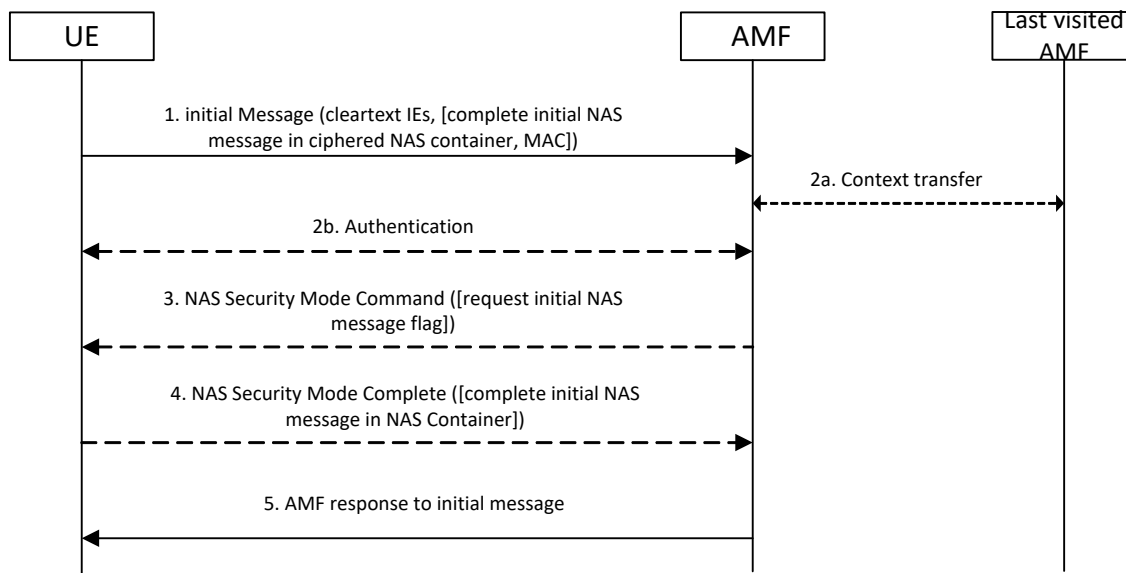 UE
AMF
Last visited
AMF
1. initial Message (cleartext IEs, [complete initial NAS
message in ciphered NAS container, MAC])
2a. Context transfer
2b. Authentication
3. NAS Security Mode Command ([request initial NAS
message flag])
4. NAS Security Mode Complete ([complete initial NAS
message in NAS Container])
5. AMF response to initial message